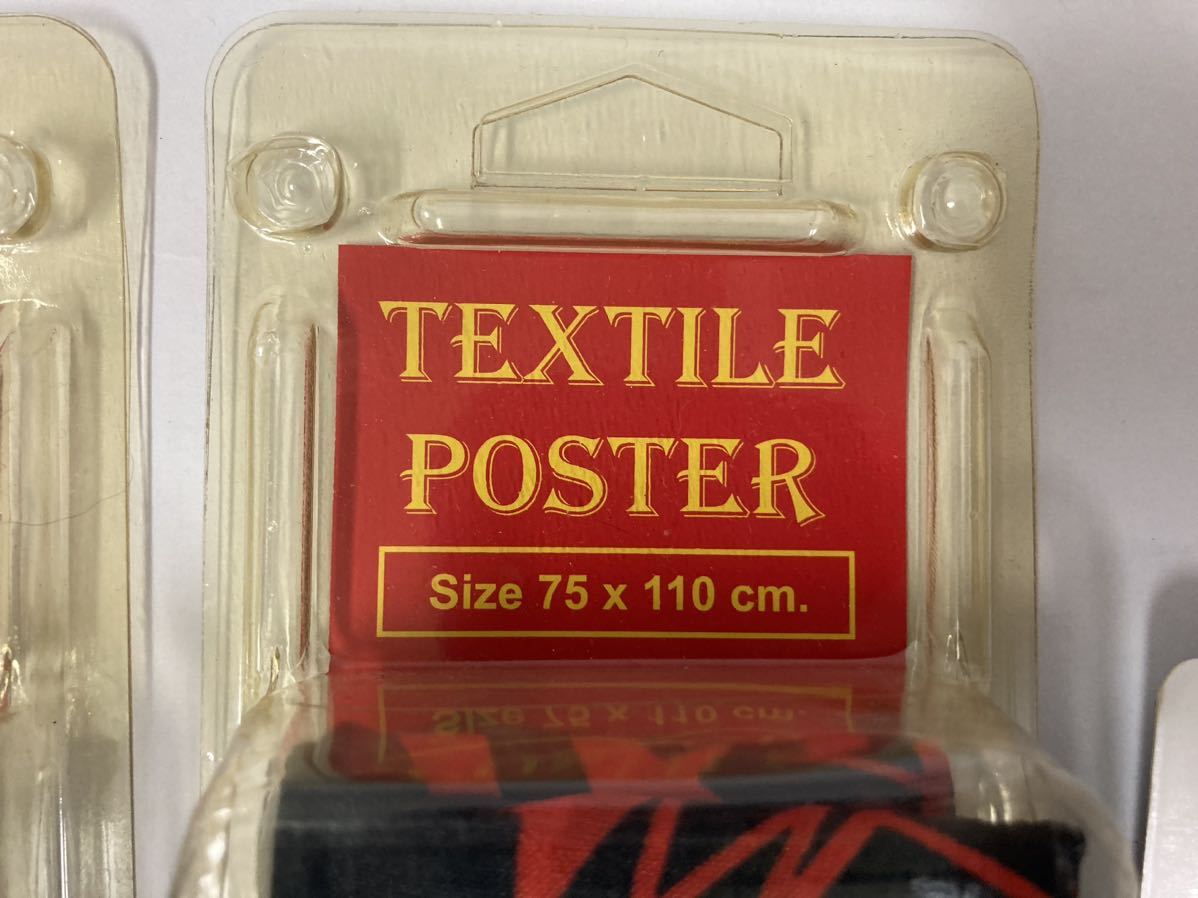 TEXTILE
POSTER
Size 75 x 110 cm.